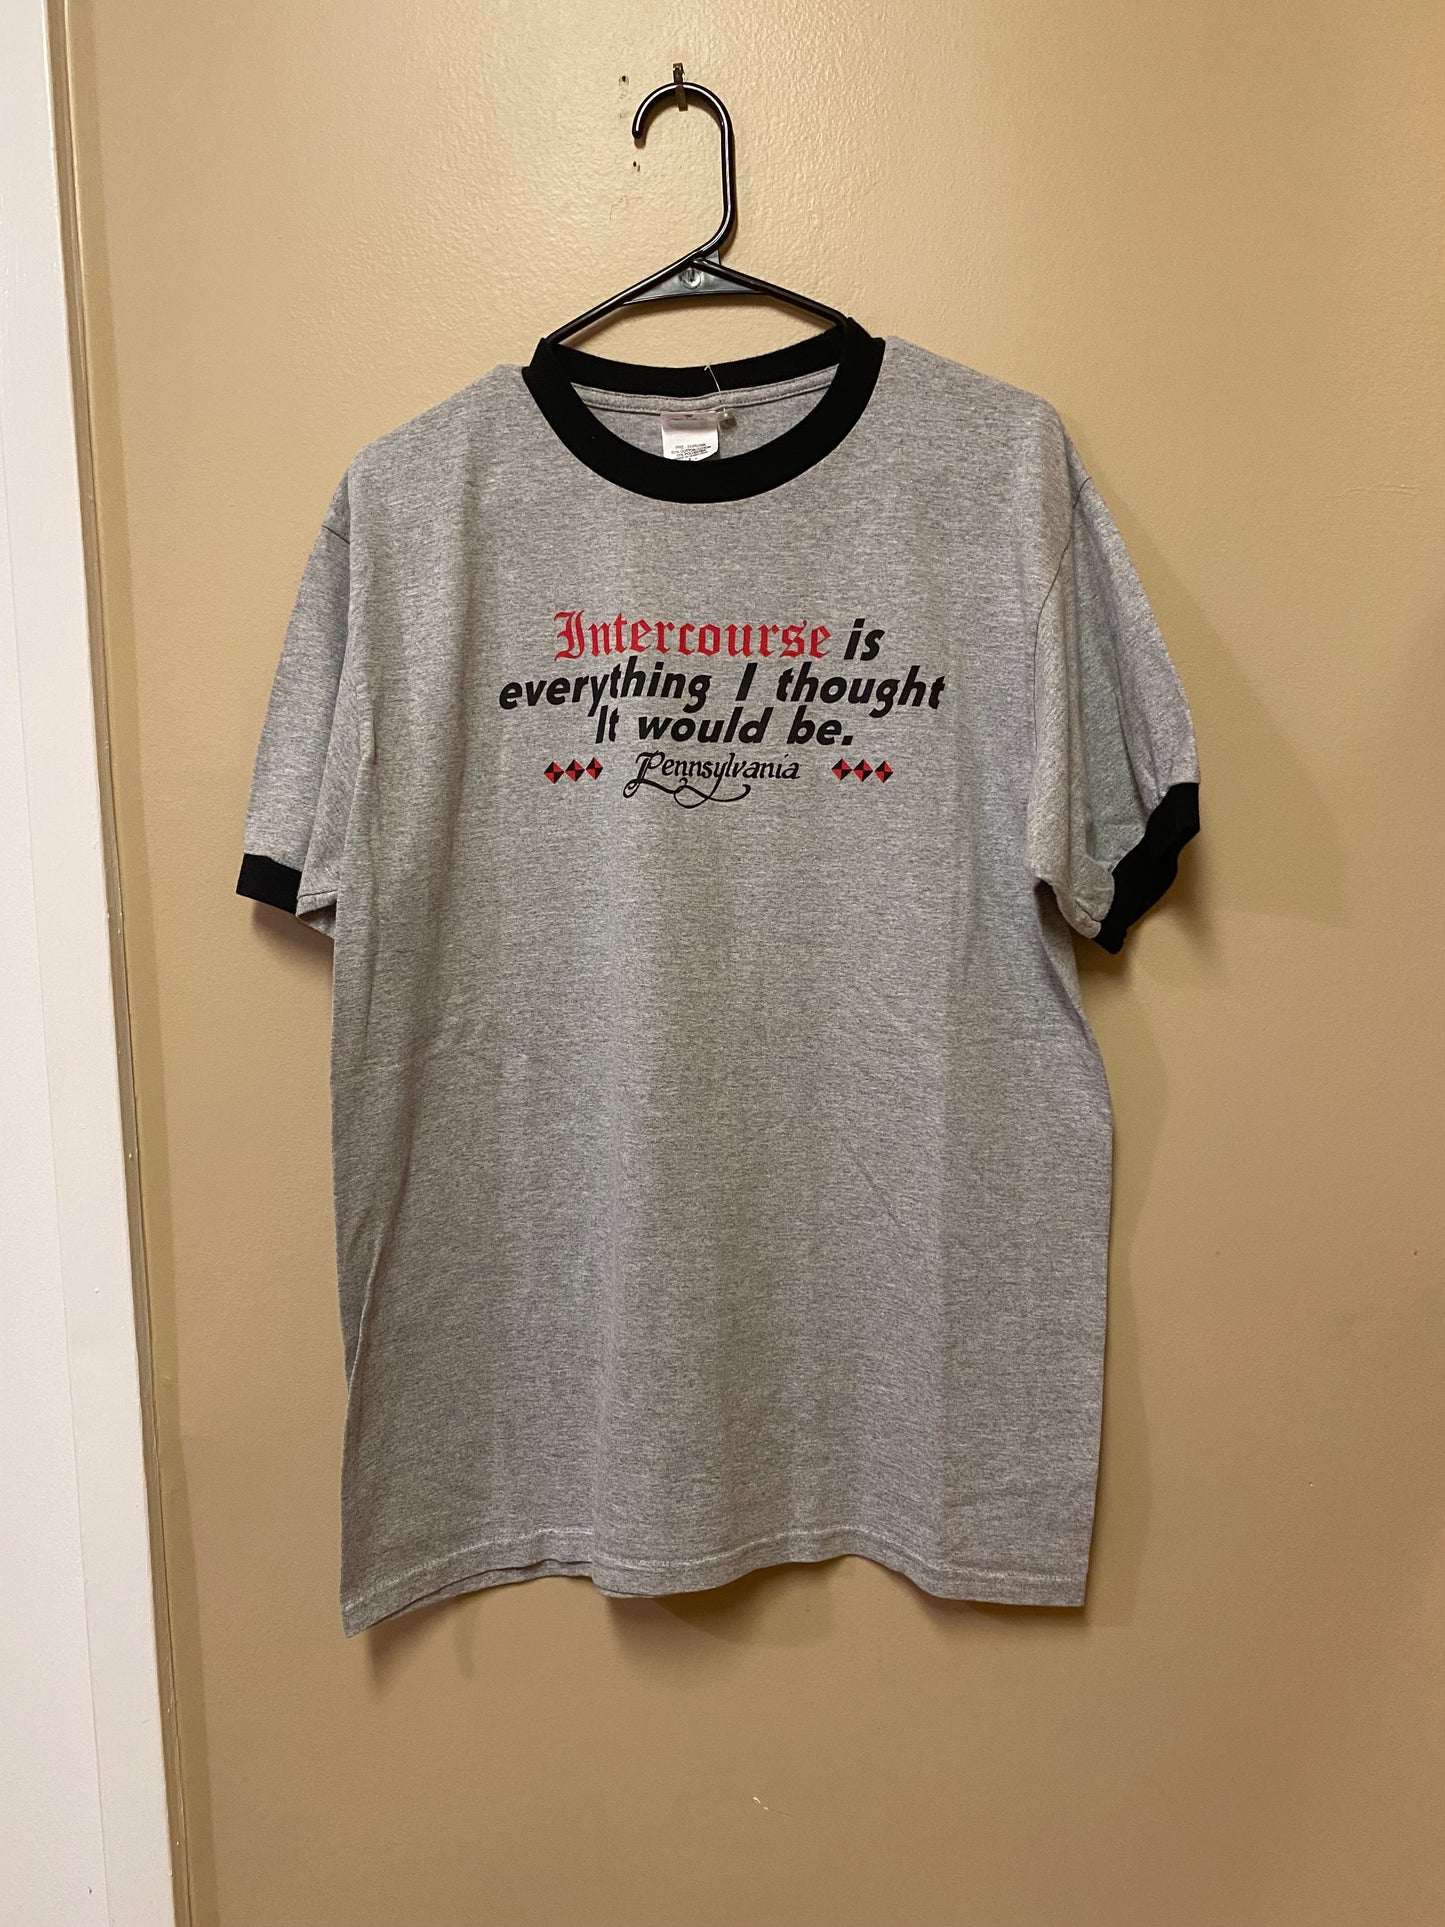 Intercourse is
everything I thought
It would be.
Pennsylvania